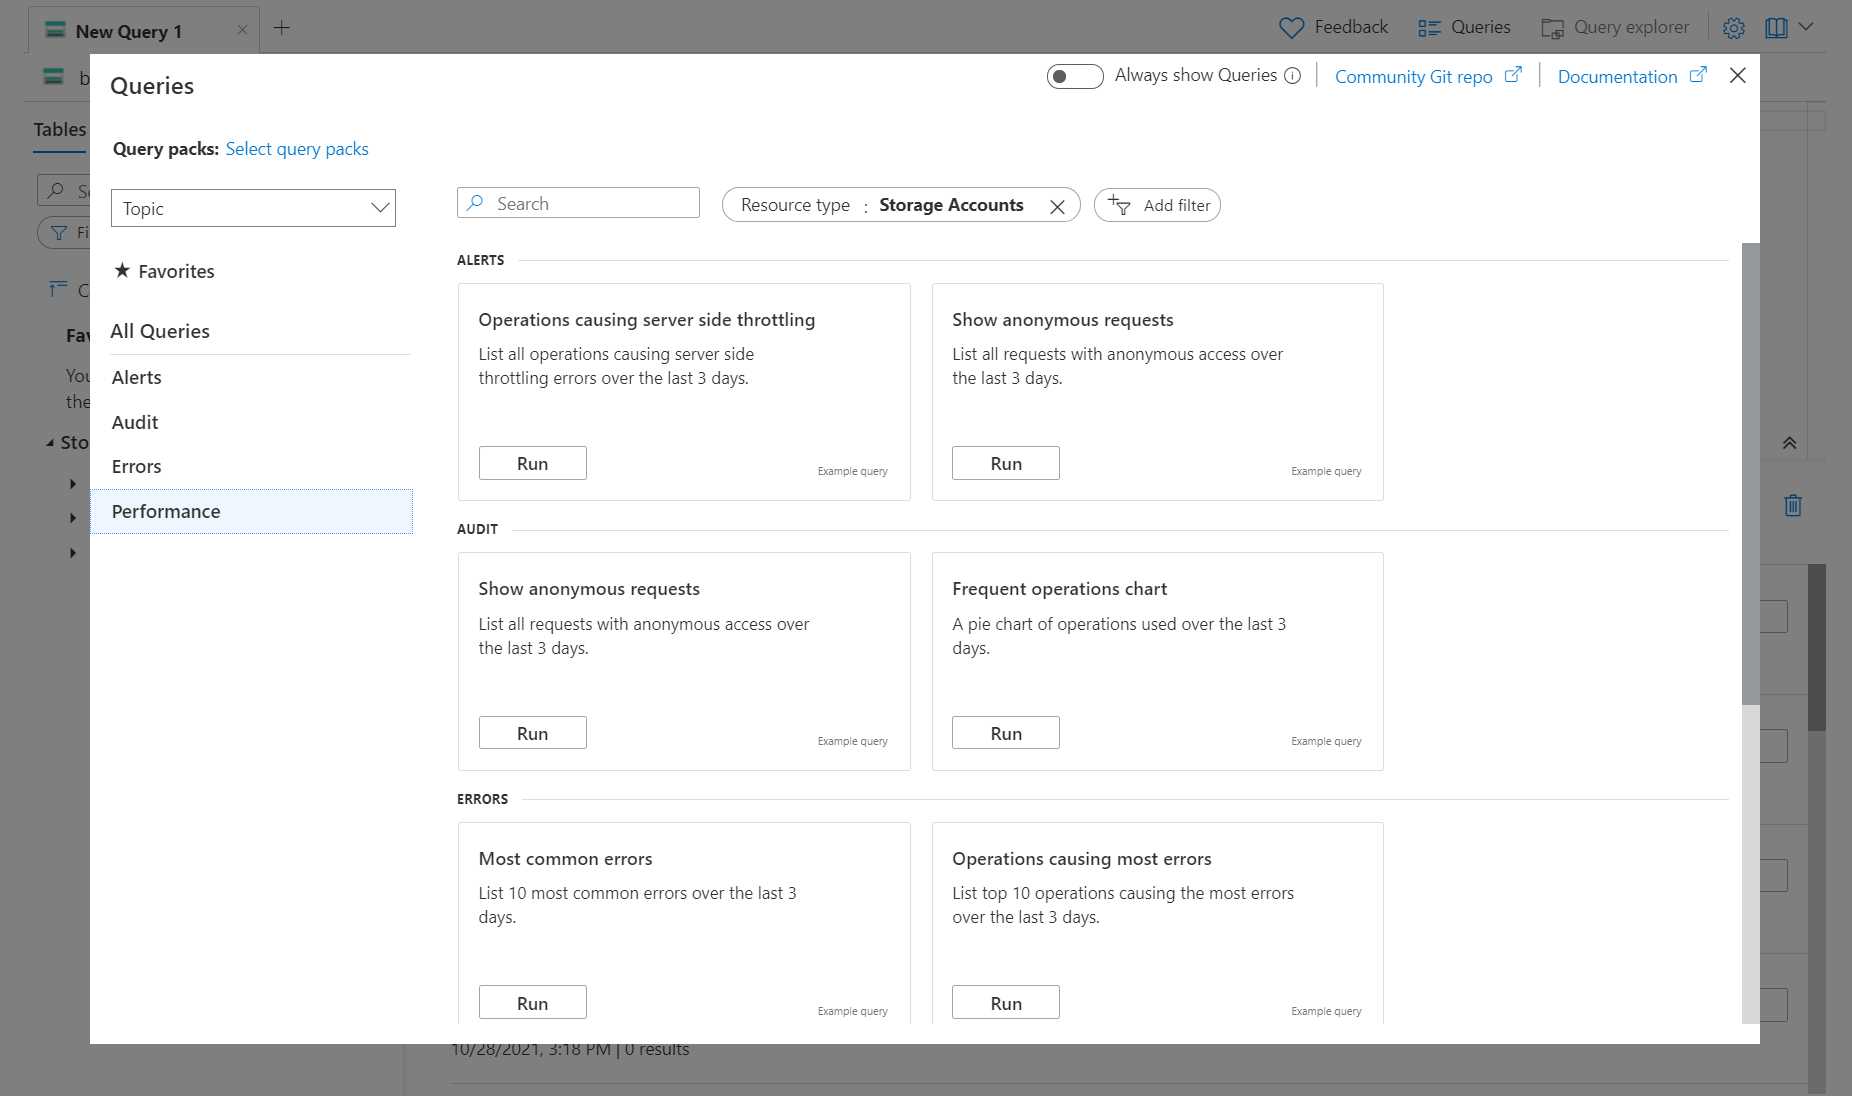 New Query 1
Feedback
Queries
Query explorer
Queries
Always show Queries
Community Git repo
Documentation
Tables
Query packs: Select query packs
Topic
Search
Resource type : Storage Accounts
Add filter
Favorites
All Queries
Alerts
Audit
Errors
Performance
ALERTS
Operations causing server side throttling
List all operations causing server side
throttling errors over the last 3 days.
Run
Example query
Show anonymous requests
List all requests with anonymous access over
the last 3 days.
Run
Example query
AUDIT
Show anonymous requests
List all requests with anonymous access over
the last 3 days.
Run
Example query
Frequent operations chart
A pie chart of operations used over the last 3
days.
Run
Example query
ERRORS
Most common errors
List 10 most common errors over the last 3
days.
Run
Example query
Operations causing most errors
List top 10 operations causing the most errors
over the last 3 days.
Run
Example query
10/28/2021, 3:18 PM | 0 results